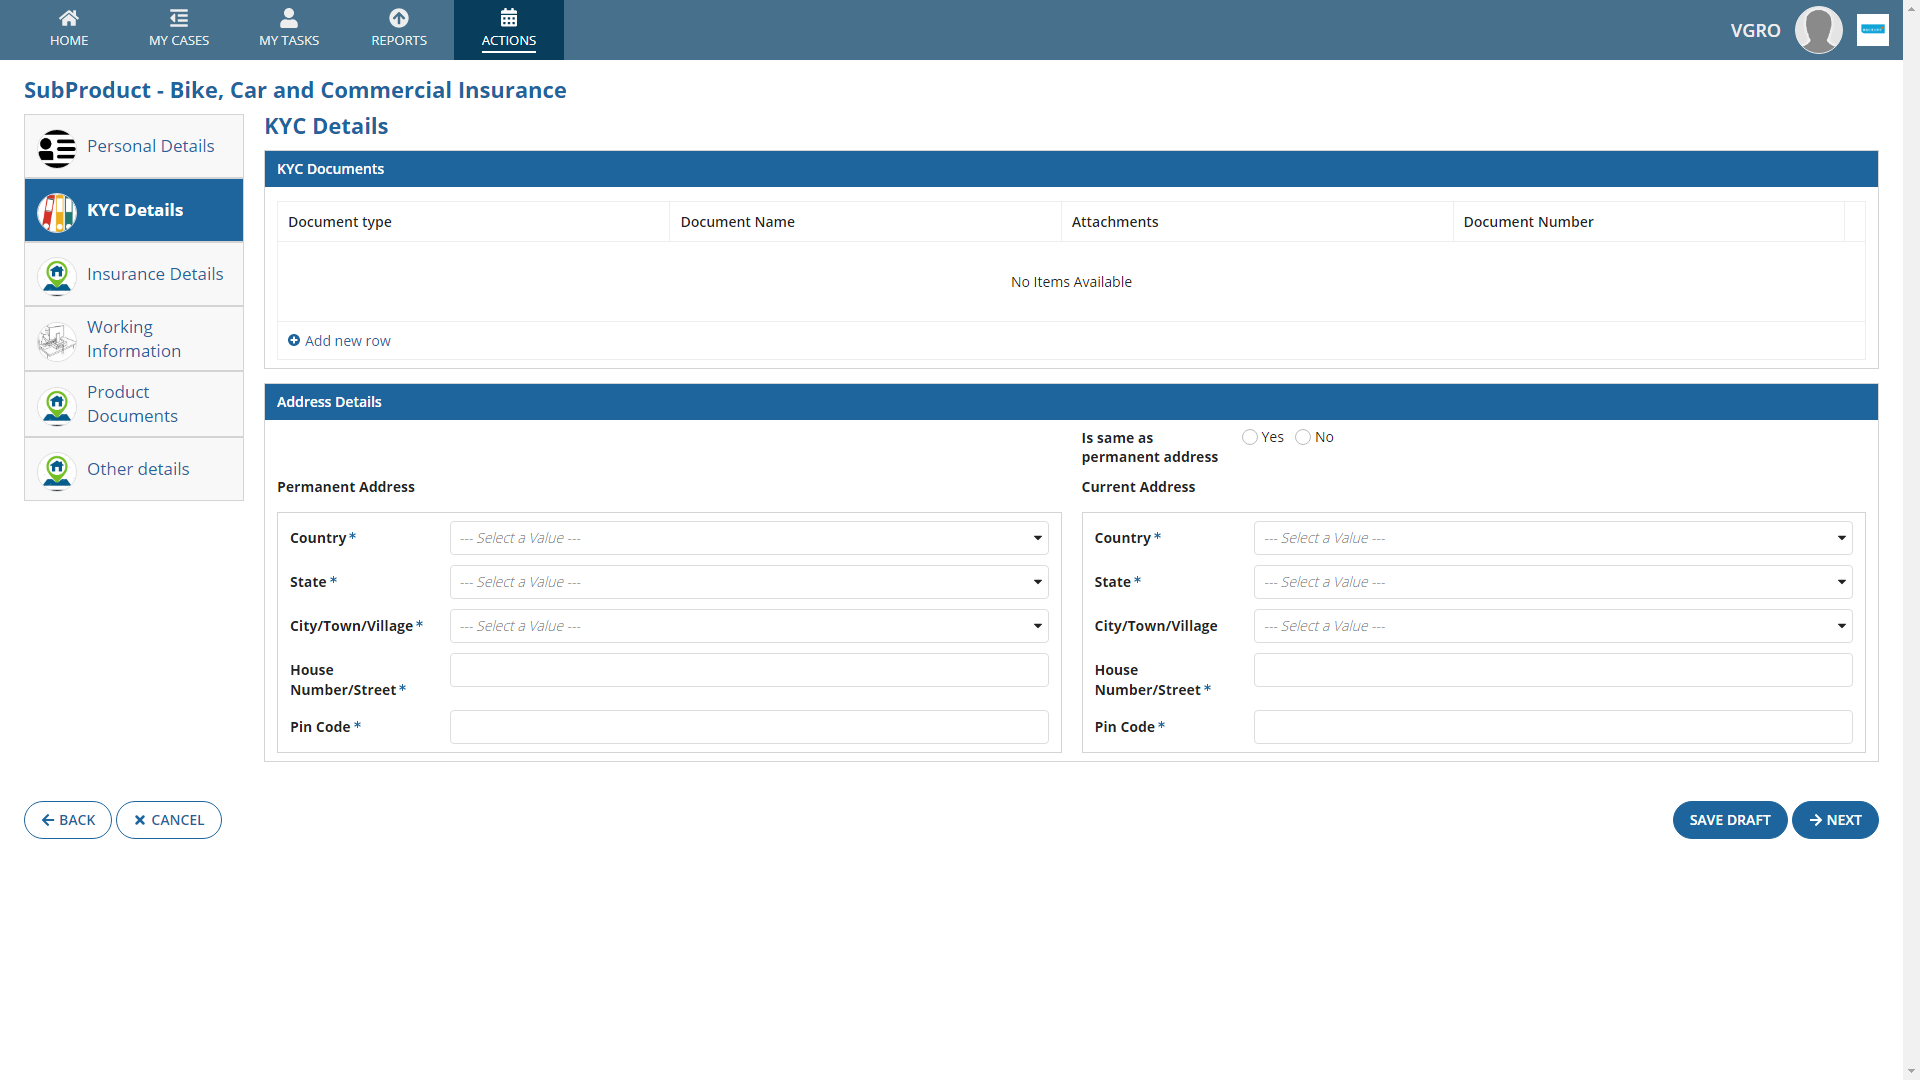 HOME
MY CASES
MY TASKS
REPORTS
ACTIONS
VGRO
SubProduct - Bike, Car and Commercial Insurance
Personal Details
KYC Details
Insurance Details
Working
Information
Product
Documents
Other details
KYC Details
KYC Documents
Document type
Document Name
Attachments
Document Number
No Items Available
Add new row
Address Details
Is same as
permanent address
Yes
No
Permanent Address
Country*
--- Select a Value ---
State *
--- Select a Value ---
City/Town/Village*
--- Select a Value ---
House
Number/Street*
Pin Code *
Current Address
Country*
--- Select a Value ---
State *
--- Select a Value ---
City/Town/Village
--- Select a Value ---
House
Number/Street*
Pin Code *
BACK
CANCEL
SAVE DRAFT
NEXT